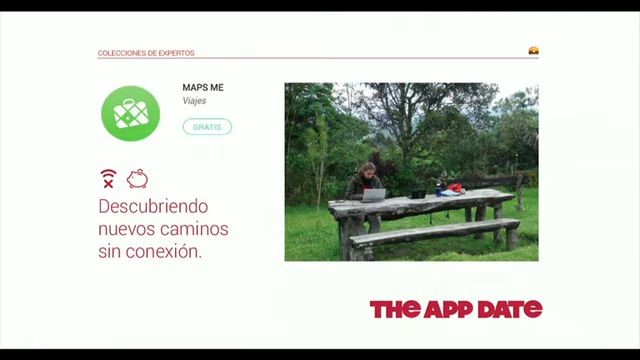 COLECCIONES DE EXPERTOS
MAPS ME
Viajes
GRATIS
Descubriendo
nuevos caminos
sin conexión.
THE APP DATE